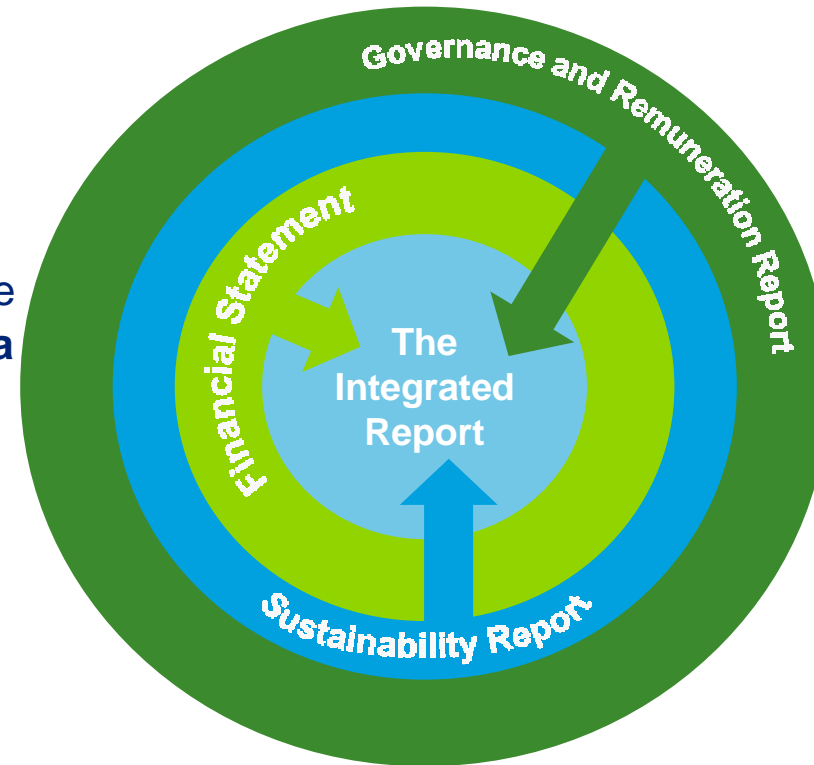 Governance and Remuneration Report
Financial Statement
e
a
The
Integrated
Report
Sustainability Report